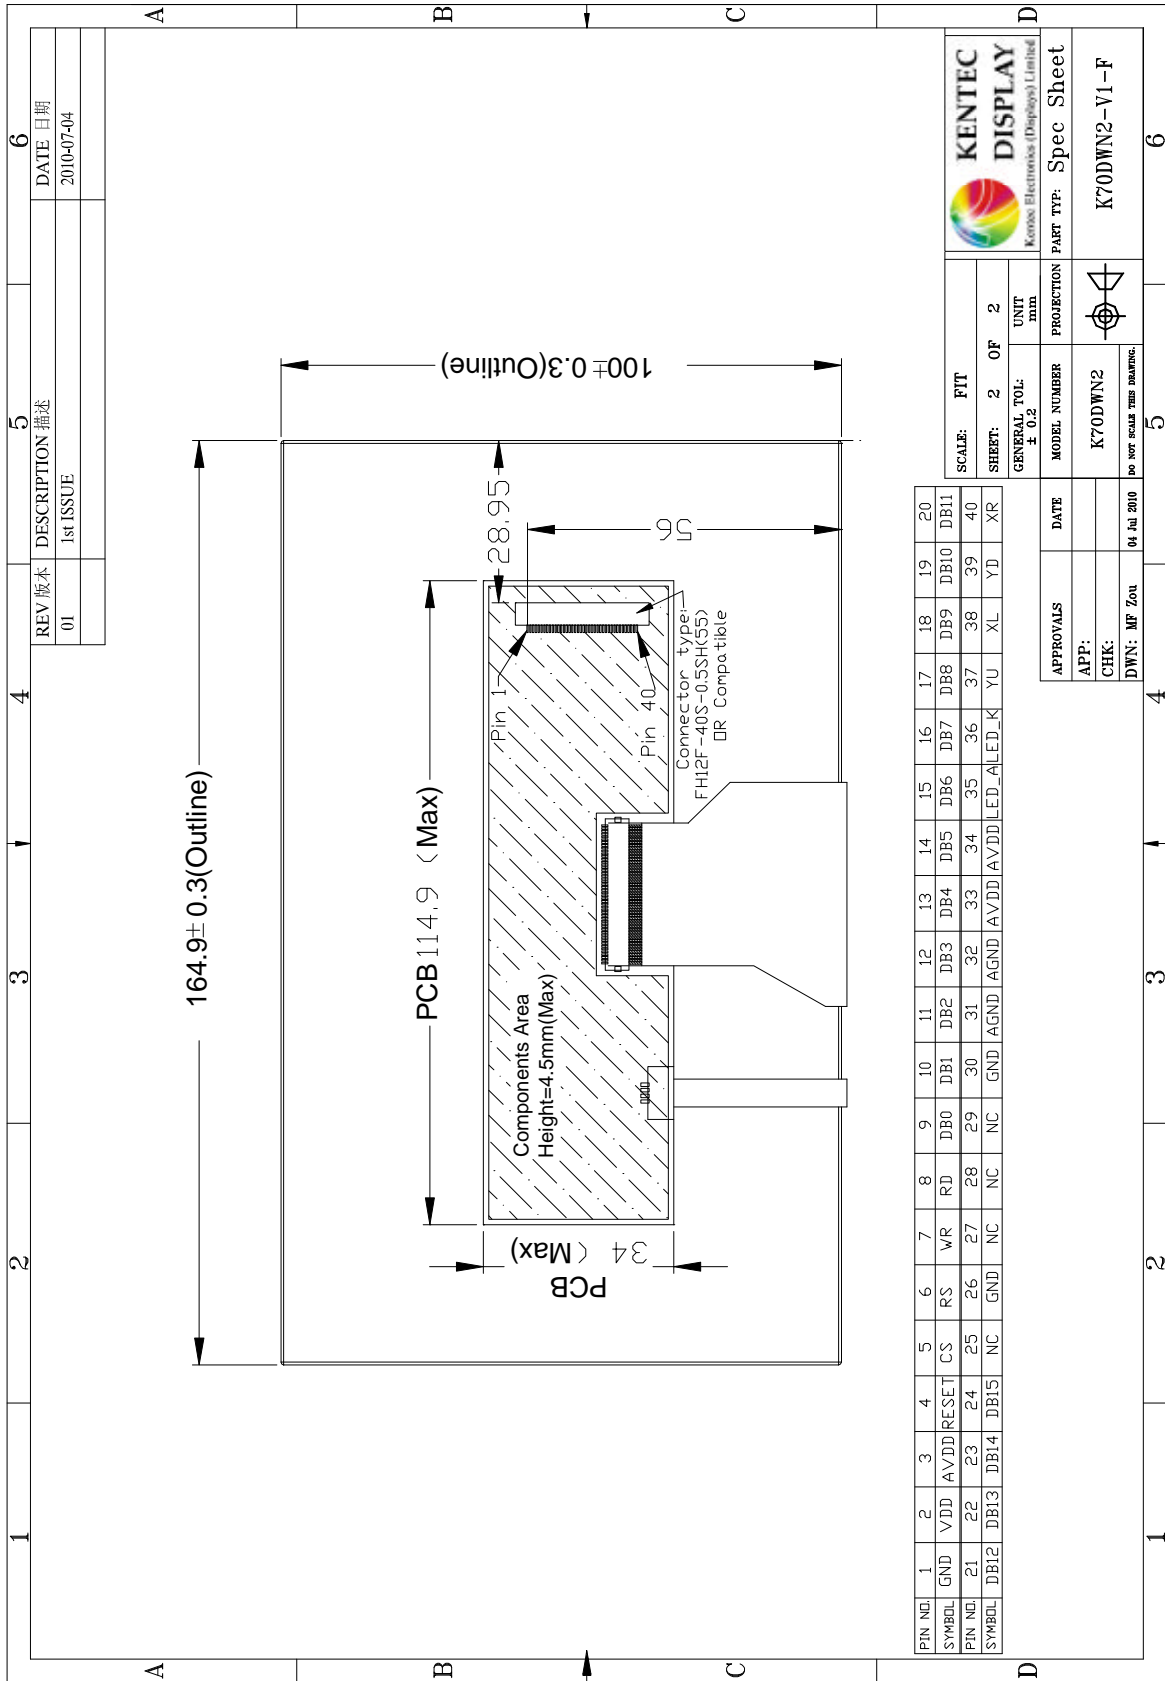 1 2 3 4 5 6
A A
B B
C C
D D
REV 版本 DESCRIPTION 描述 DATE 日期
01 1st ISSUE 2010-07-04
164.9±0.3(Outline)
100±0.3(Outline)
PCB114.9 (Max)
PCB
34 (Max)
28.95
56
Components Area
Height=4.5mm(Max)
Pin 1
Pin 40
Connector type:
FH12F-40S-0.5SH(55)
OR Compatible
PIN NO. 1 2 3 4 5 6 7 8 9 10 11 12 13 14 15 16 17 18 19 20
SYMBOL GND VDD AVDD RESET CS RS WR RD DB0 DB1 DB2 DB3 DB4 DB5 DB6 DB7 DB8 DB9 DB10 DB11
PIN NO. 21 22 23 24 25 26 27 28 29 30 31 32 33 34 35 36 37 38 39 40
SYMBOL DB12 DB13 DB14 DB15 NC GND NC NC NC GND AGND AGND AVDD AVDD LED_A LED_K YU XL YD XR
KENTEC
DISPLAY
Kentec Electronics (Displays) Limited
SCALE: FIT
SHEET: 2 OF 2
GENERAL TOL:
± 0.2
UNIT
mm
APPROVALS DATE MODEL NUMBER PROJECTION PART TYP: Spec Sheet
APP:
CHK:
DWN: MF Zou 04 Jul 2010
K70DWN2
K70DWN2-V1-F
DO NOT SCALE THIS DRAWING.
1 2 3 4 5 6